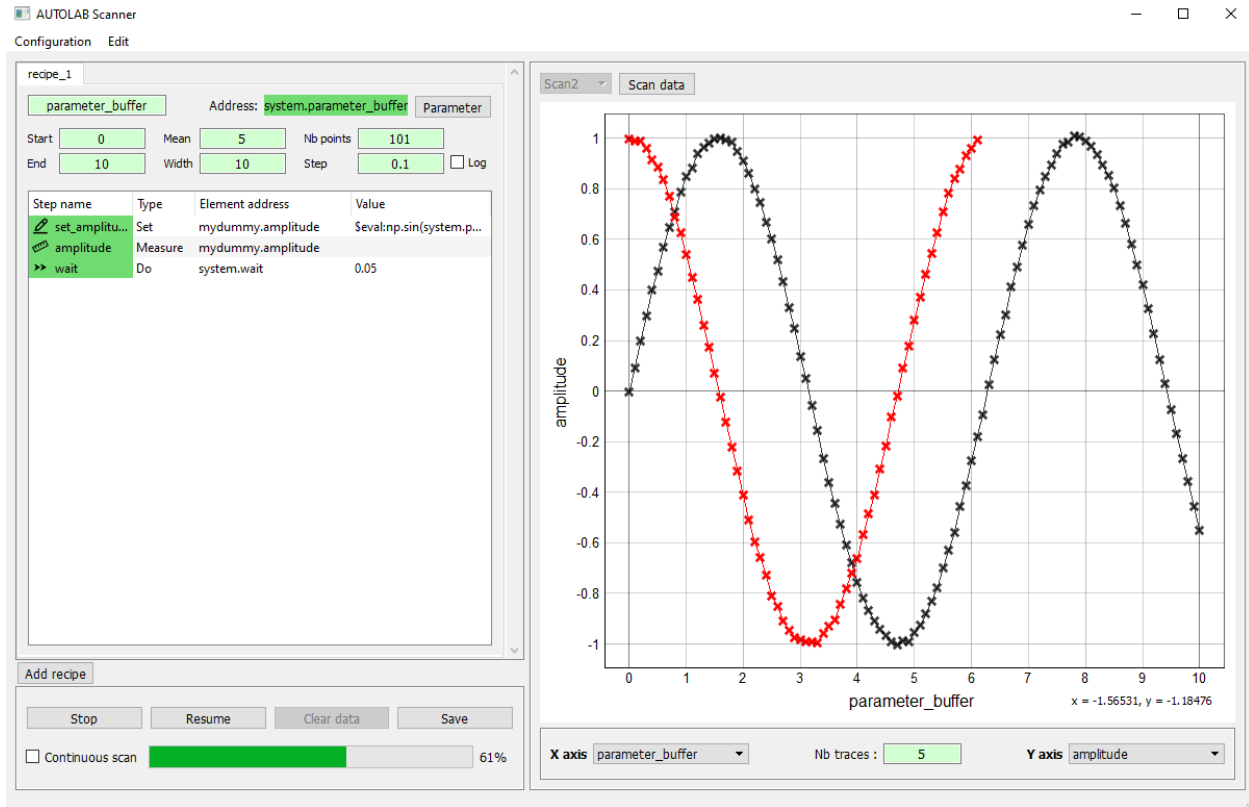 AUTOLAB Scanner
Configuration Edit
recipe_1
parameter_buffer Address: system.parameter_buffer Parameter
Start 0 Mean 5 Nb points 101
End 10 Width 10 Step 0.1 Log
Step name Type Element address Value
set_amplitu... Set mydummy.amplitude $eval:np.sin(system.p...
amplitude Measure mydummy.amplitude
wait Do system.wait 0.05
Add recipe
Stop Resume Clear data Save
Continuous scan 61%
Scan2 Scan data
1
0.8
0.6
0.4
0.2
0
-0.2
-0.4
-0.6
-0.8
-1
amplitude
0 1 2 3 4 5 6 7 8 9 10
parameter_buffer x = -1.56531, y = -1.18476
X axis parameter_buffer Nb traces : 5 Y axis amplitude